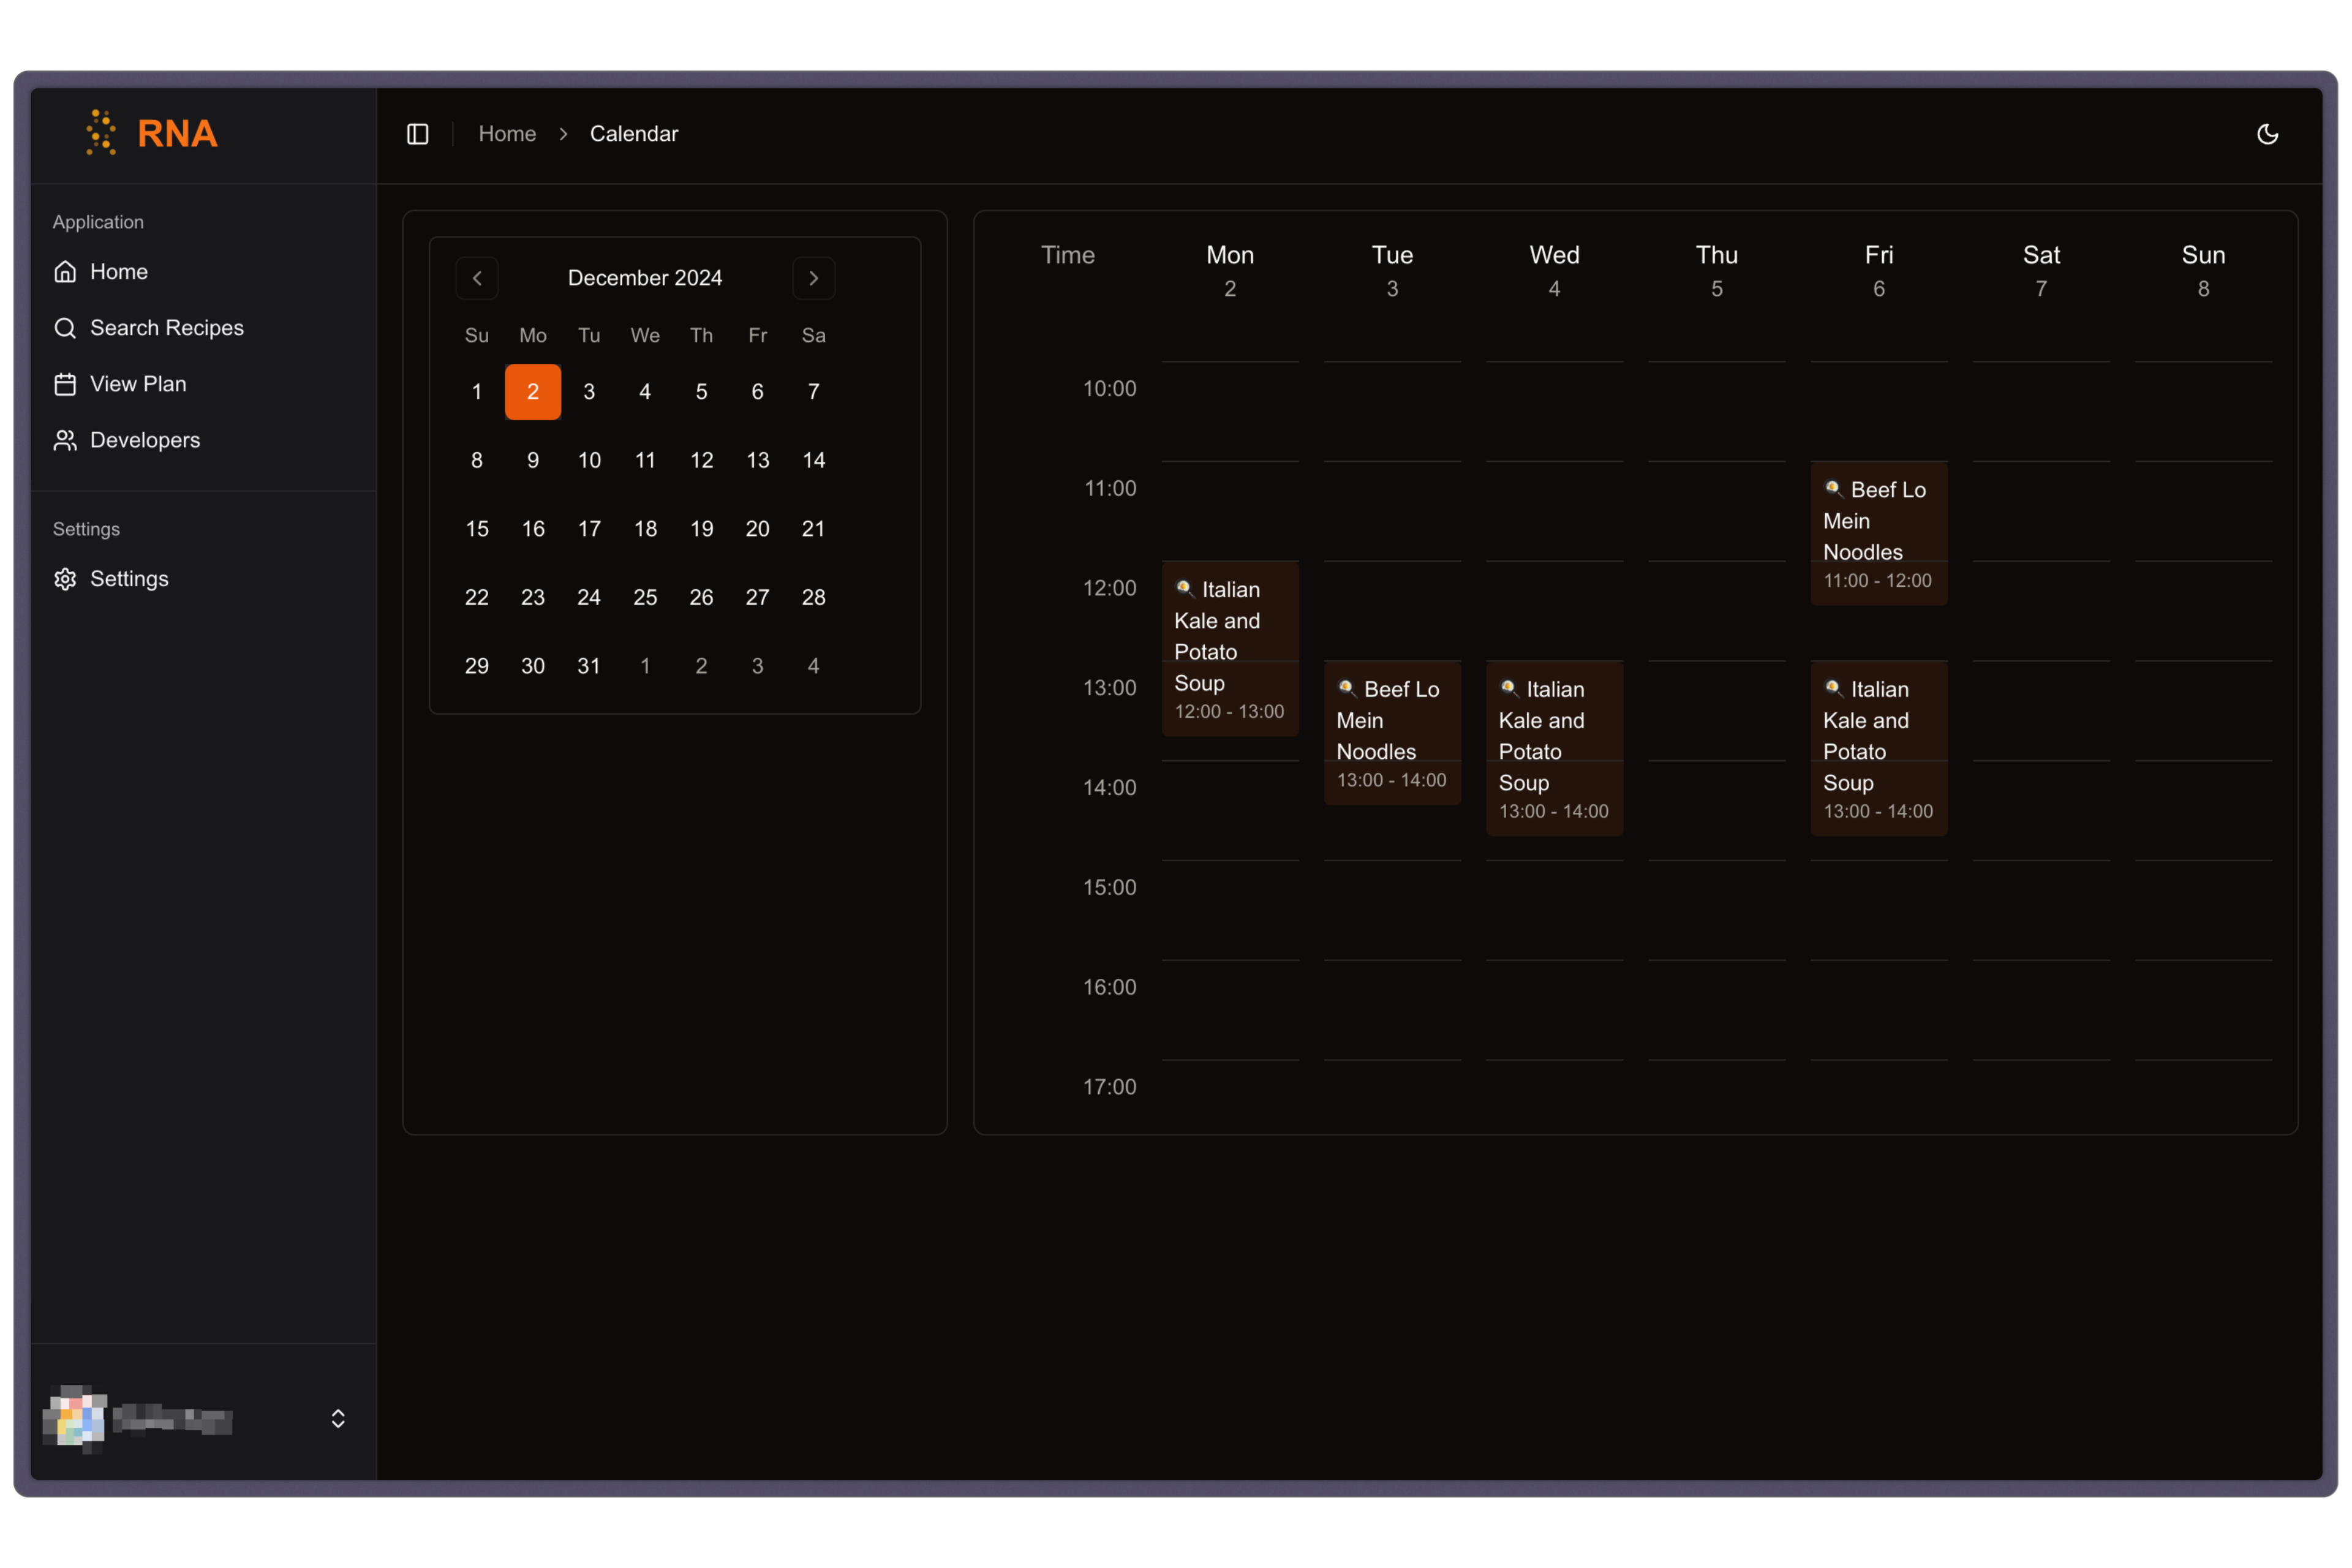 RNA
Home > Calendar
Application
Home
Search Recipes
View Plan
Developers
Settings
Settings
December 2024
Su Mo Tu We Th Fr Sa
1 2 3 4 5 6 7
8 9 10 11 12 13 14
15 16 17 18 19 20 21
22 23 24 25 26 27 28
29 30 31 1 2 3 4
Time Mon Tue Wed Thu Fri Sat Sun
2 3 4 5 6 7 8
10:00
11:00
12:00
13:00
14:00
15:00
16:00
17:00
Italian
Kale and
Potato
Soup
12:00 - 13:00
Beef Lo
Mein
Noodles
13:00 - 14:00
Italian
Kale and
Potato
Soup
13:00 - 14:00
Beef Lo
Mein
Noodles
11:00 - 12:00
Italian
Kale and
Potato
Soup
13:00 - 14:00